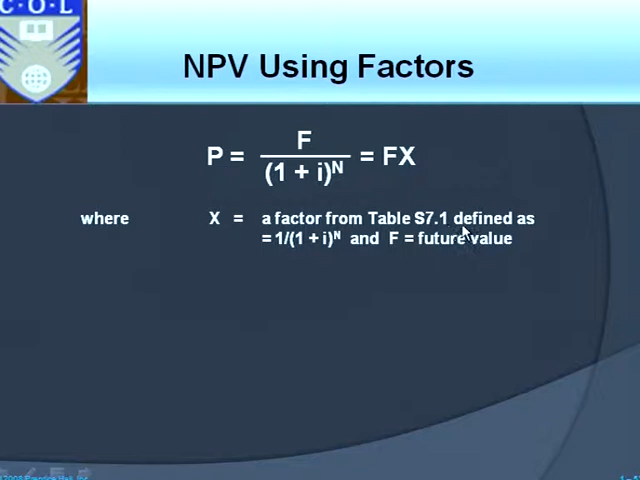 C.O.L
NPV Using Factors
P = F / (1 + i)ᴺ = FX
where X = a factor from Table S7.1 defined as
= 1/(1 + i)ᴺ and F = future value